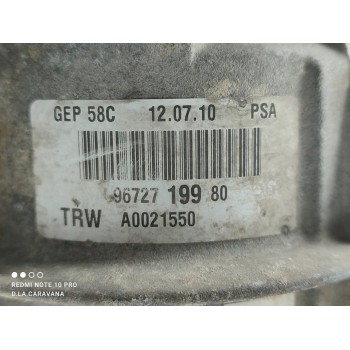 GEP 58C 12.07.10 PSA
96727 199 80
TRW A0021550
REDMI NOTE 10 PRO
D.LA CARAVANA